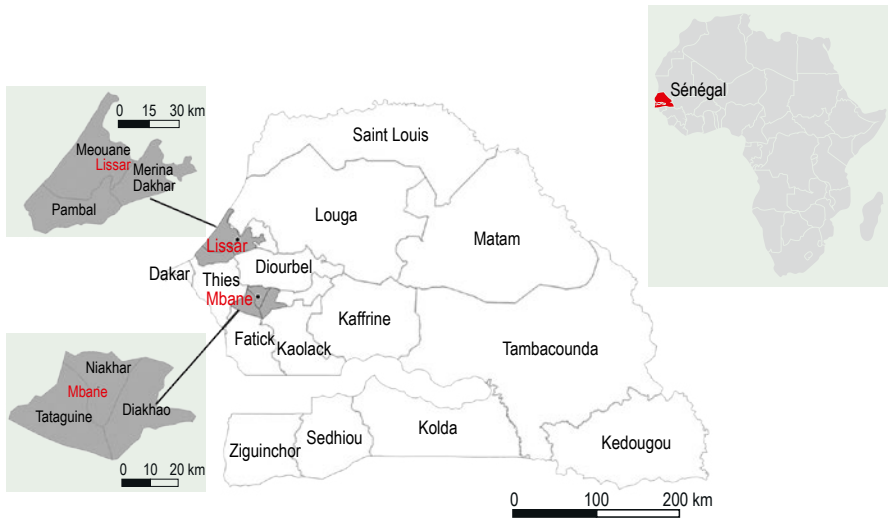 Sénégal
0 15 30 km
Meouane
Lissar
Merina
Dakhar
Pambal
Saint Louis
Louga
Matam
Lissar
Dakar
Thies
Diourbel
Mbane
Kaffrine
Fatick
Kaolack
Tambacounda
Niakhar
Mbane
Tataguine
Diakhao
0 10 20 km
Ziguinchor
Sedhiou
Kolda
Kedougou
0 100 200 km